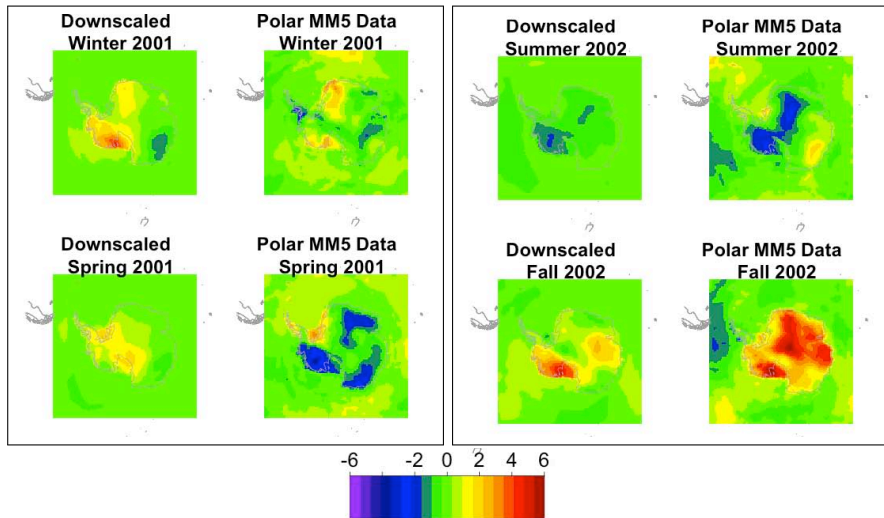 Downscaled
Winter 2001
Polar MM5 Data
Winter 2001
Downscaled
Spring 2001
Polar MM5 Data
Spring 2001
Downscaled
Summer 2002
Polar MM5 Data
Summer 2002
Downscaled
Fall 2002
Polar MM5 Data
Fall 2002
-6 -2 0 2 4 6